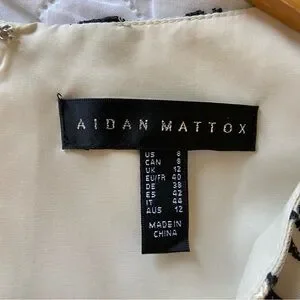 AIDAN MATTOX
US 8
CAN 8
UK 12
EU/FR 40
DE 38
ES 42
IT 44
AUS 12
MADE IN
CHINA